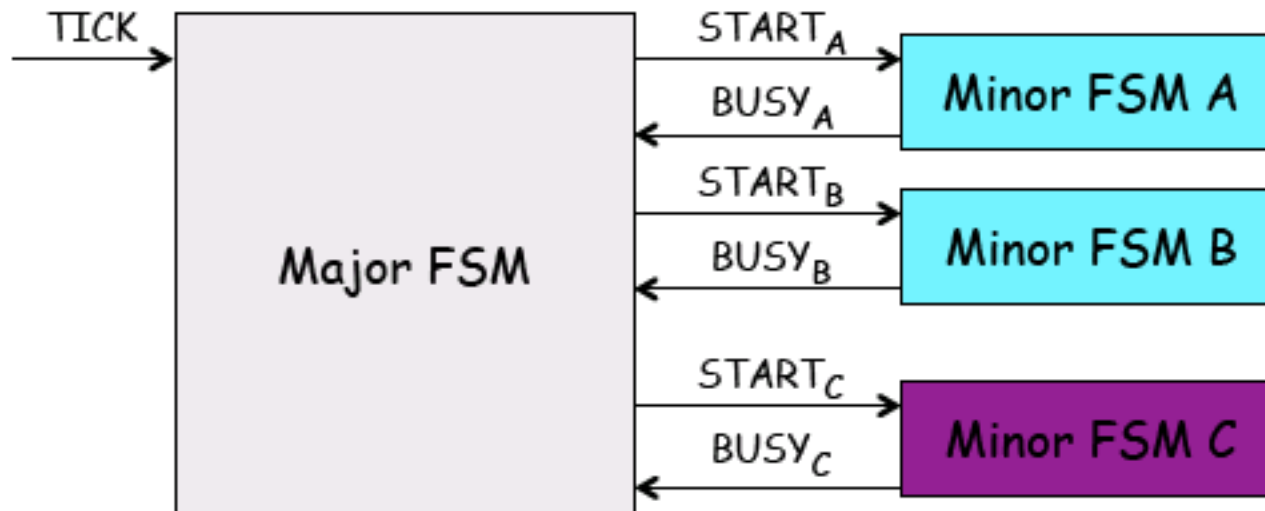 TICK
Major FSM
START_A
BUSY_A
Minor FSM A
START_B
BUSY_B
Minor FSM B
START_C
BUSY_C
Minor FSM C